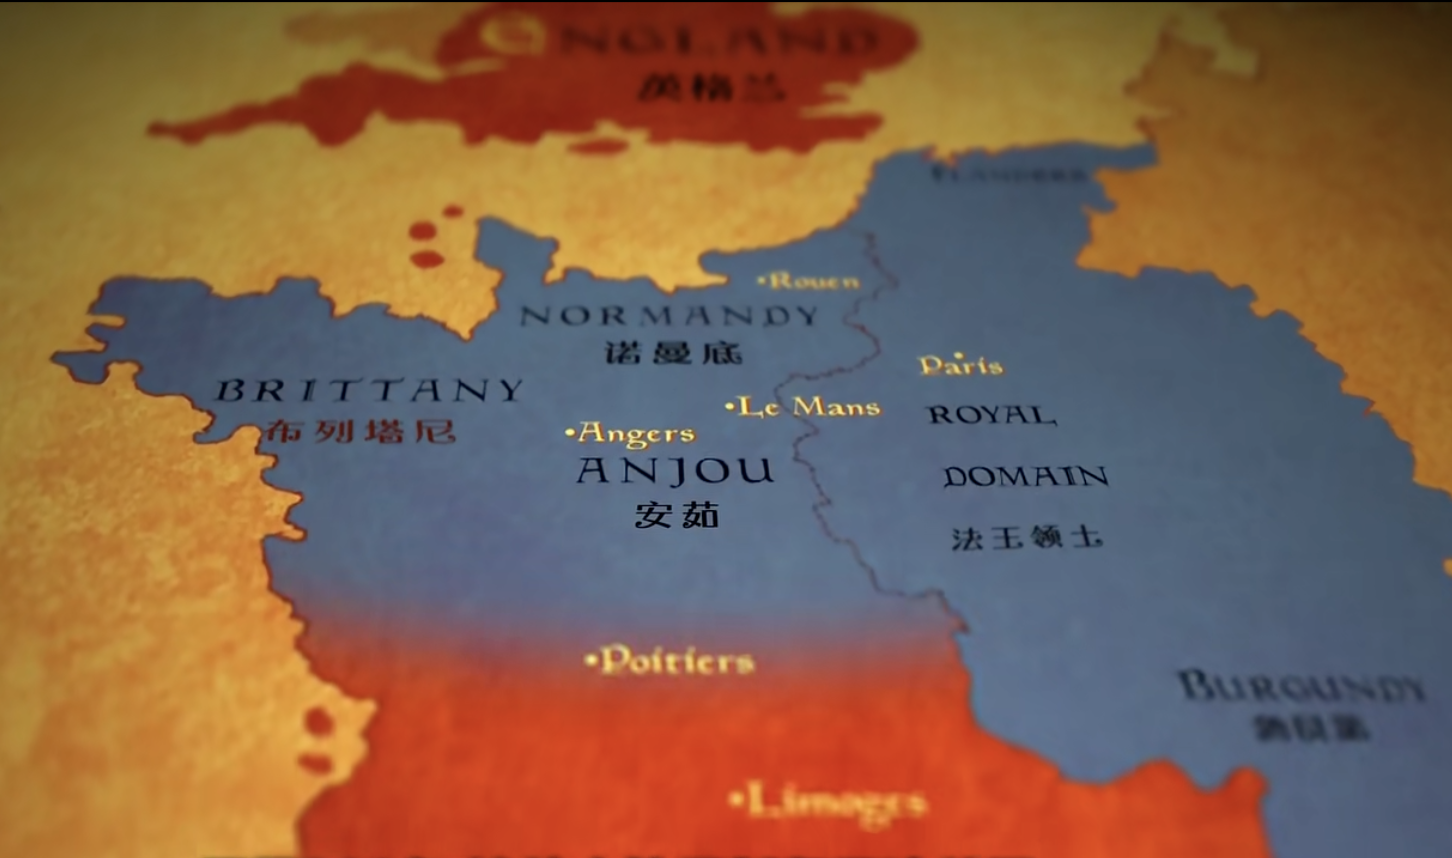 ENGLAND
英格兰
FLANDERS
•Rouen
NORMANDY
诺曼底
Paris
BRITTANY
布列塔尼
•Le Mans
ROYAL
•Angers
ANJOU
安茹
DOMAIN
法王领土
•Poitiers
BURGUNDY
•Limoges